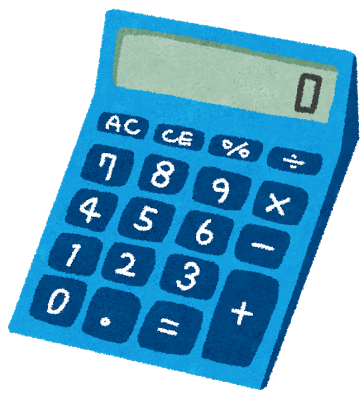 0
AC CE % ÷
7 8 9 ×
4 5 6 −
1 2 3 +
0 . =